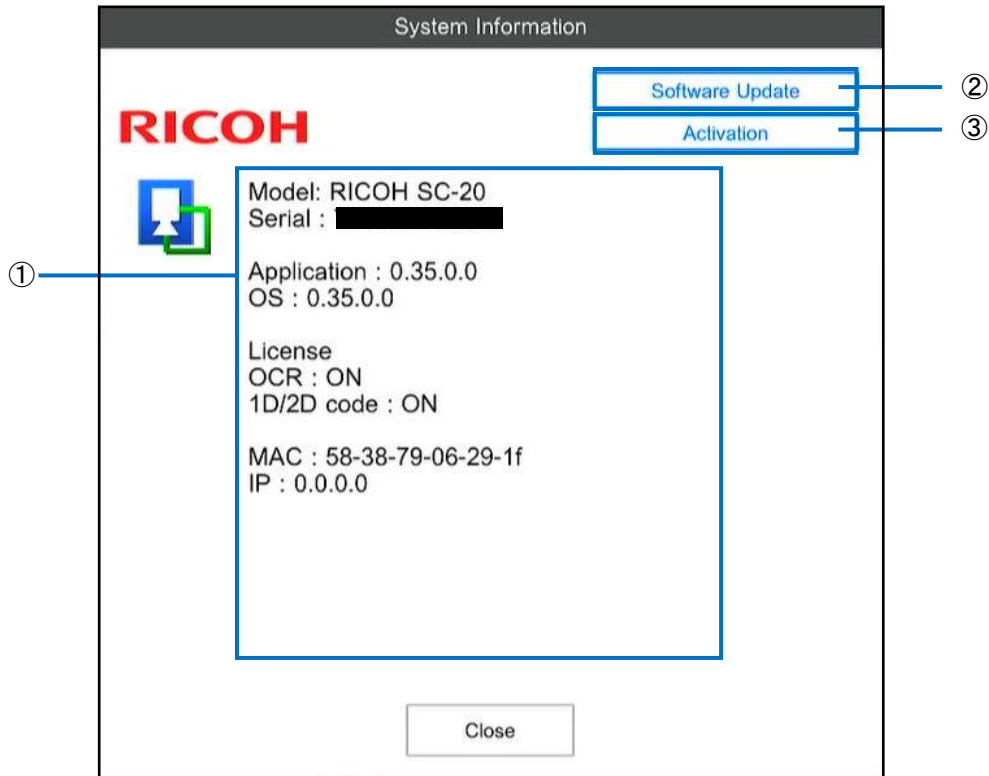 System Information
Software Update
②
RICOH
Activation
③
Model: RICOH SC-20
Serial :
①
Application : 0.35.0.0
OS : 0.35.0.0
License
OCR : ON
1D/2D code : ON
MAC : 58-38-79-06-29-1f
IP : 0.0.0.0
Close